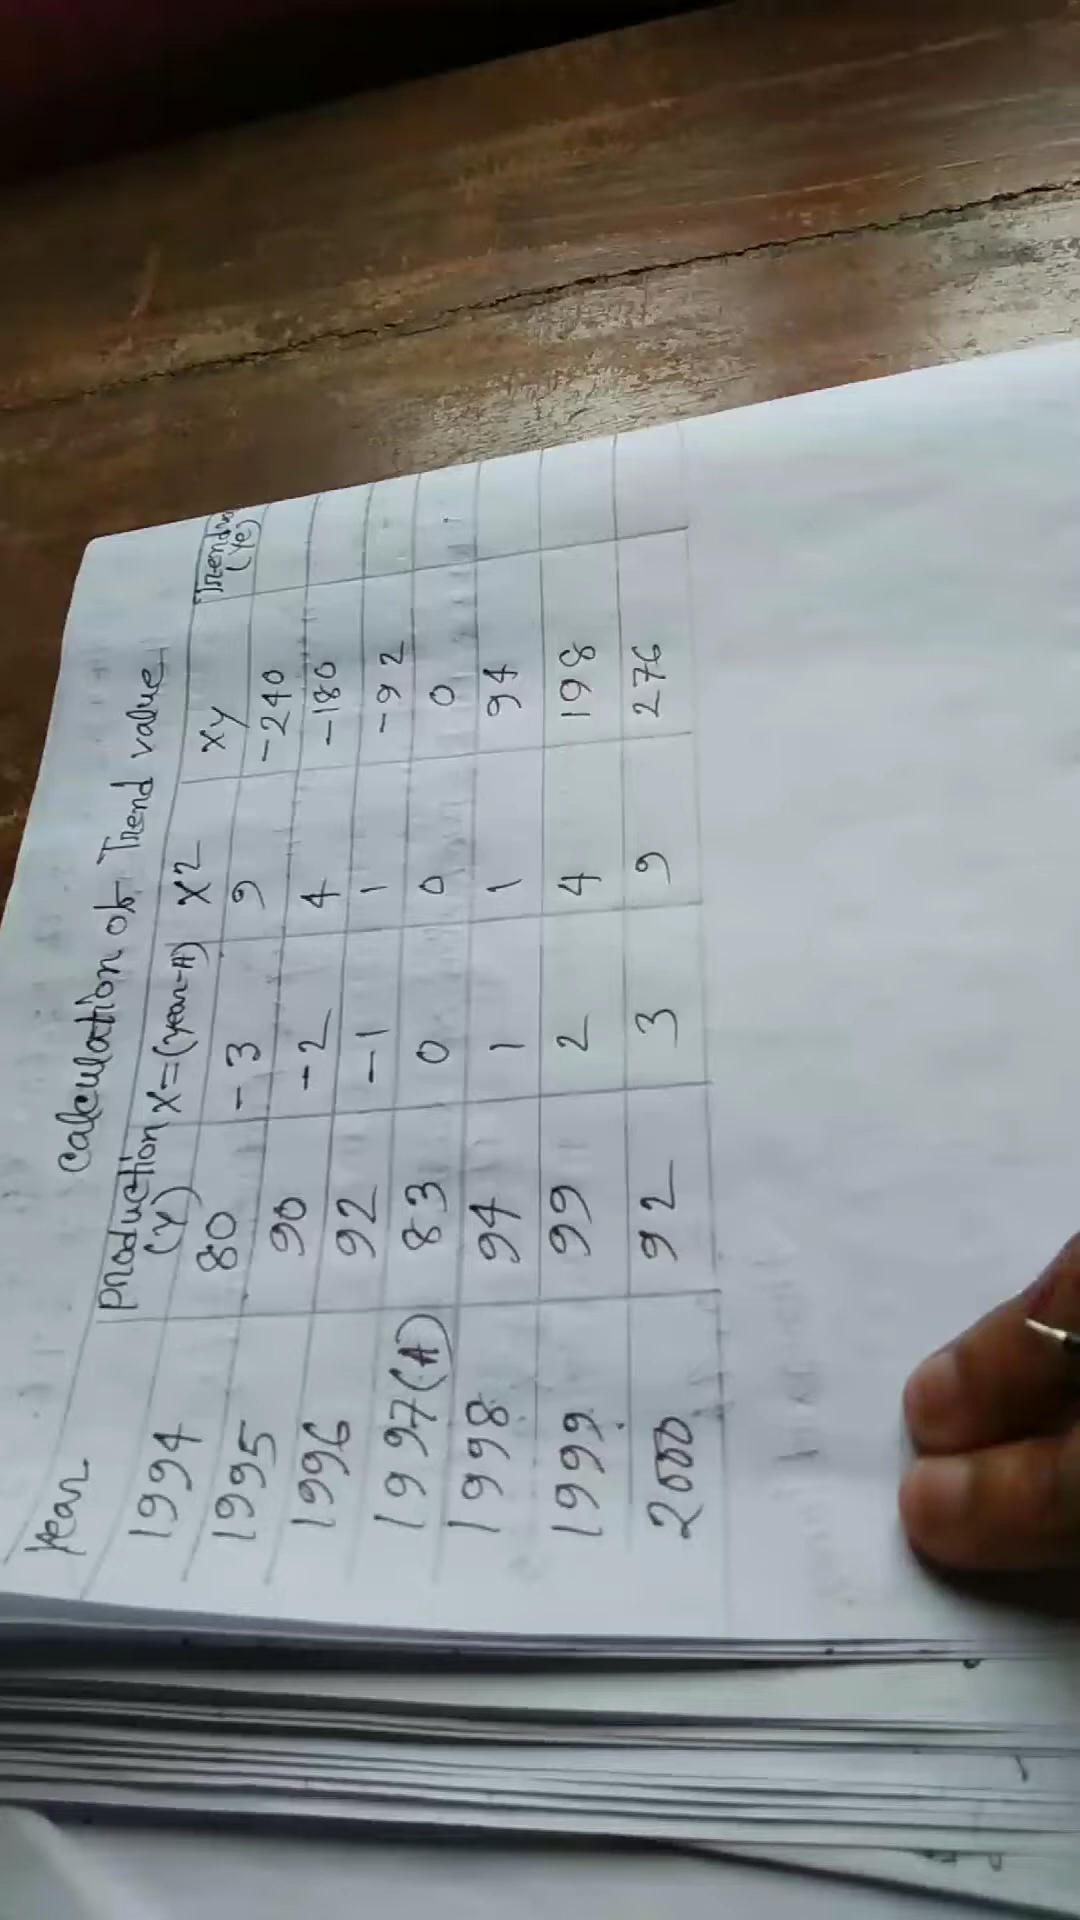 Calculation of Trend value
Year Production (Y) X=(year-A) X2 XY Trend (Ye)
1994 80 -3 9 -240
1995 90 -2 4 -180
1996 92 -1 1 -92
1997(A) 83 0 0 0
1998 94 1 1 94
1999 99 2 4 198
2000 92 3 9 276